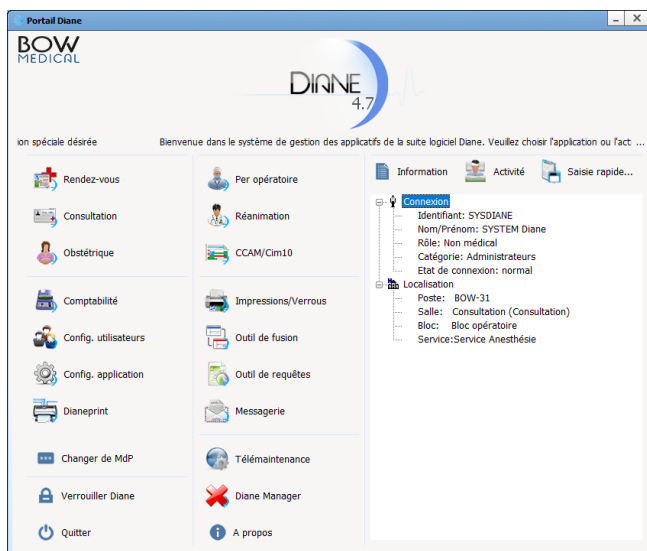 Portail Diane
BOW
MEDICAL
DIANE
4.7
ion spéciale désirée
Bienvenue dans le système de gestion des applicatifs de la suite logiciel Diane. Veuillez choisir l'application ou l'act ...
Rendez-vous
Per opératoire
Information
Activité
Saisie rapide...
Consultation
Réanimation
Obstétrique
CCAM/Cim10
Comptabilité
Impressions/Verrous
Config. utilisateurs
Outil de fusion
Config. application
Outil de requêtes
Dianeprint
Messagerie
Changer de MdP
Télémaintenance
Verrouiller Diane
Diane Manager
Quitter
A propos
Connexion
Identifiant: SYSDIANE
Nom/Prénom: SYSTEM Diane
Rôle: Non médical
Catégorie: Administrateurs
Etat de connexion: normal
Localisation
Poste: BOW-31
Salle: Consultation (Consultation)
Bloc: Bloc opératoire
Service:Service Anesthésie